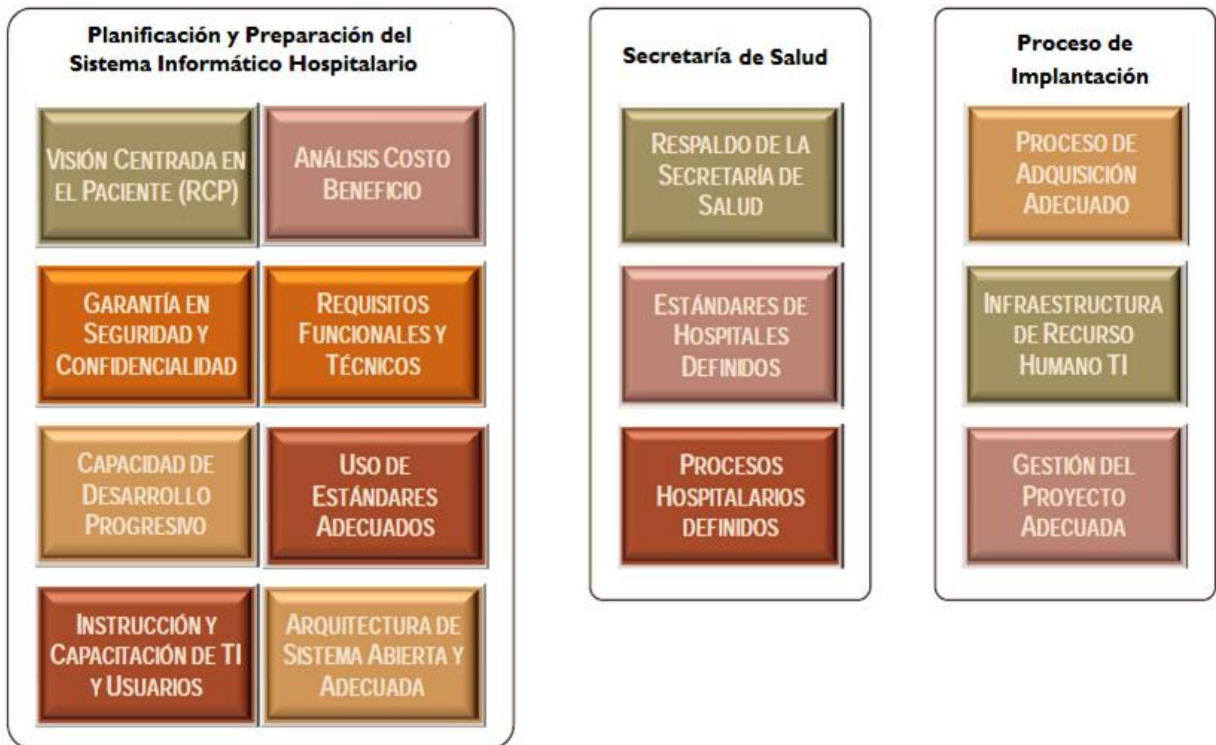 Planificación y Preparación del
Sistema Informático Hospitalario
VISIÓN CENTRADA EN
EL PACIENTE (RCP)
ANÁLISIS COSTO
BENEFICIO
GARANTÍA EN
SEGURIDAD Y
CONFIDENCIALIDAD
REQUISITOS
FUNCIONALES Y
TÉCNICOS
CAPACIDAD DE
DESARROLLO
PROGRESIVO
USO DE
ESTÁNDARES
ADECUADOS
INSTRUCCIÓN Y
CAPACITACIÓN DE TI
Y USUARIOS
ARQUITECTURA DE
SISTEMA ABIERTA Y
ADECUADA
Secretaría de Salud
RESPALDO DE LA
SECRETARÍA DE
SALUD
ESTÁNDARES DE
HOSPITALES
DEFINIDOS
PROCESOS
HOSPITALARIOS
DEFINIDOS
Proceso de
Implantación
PROCESO DE
ADQUISICIÓN
ADECUADO
INFRAESTRUCTURA
DE RECURSO
HUMANO TI
GESTIÓN DEL
PROYECTO
ADECUADA